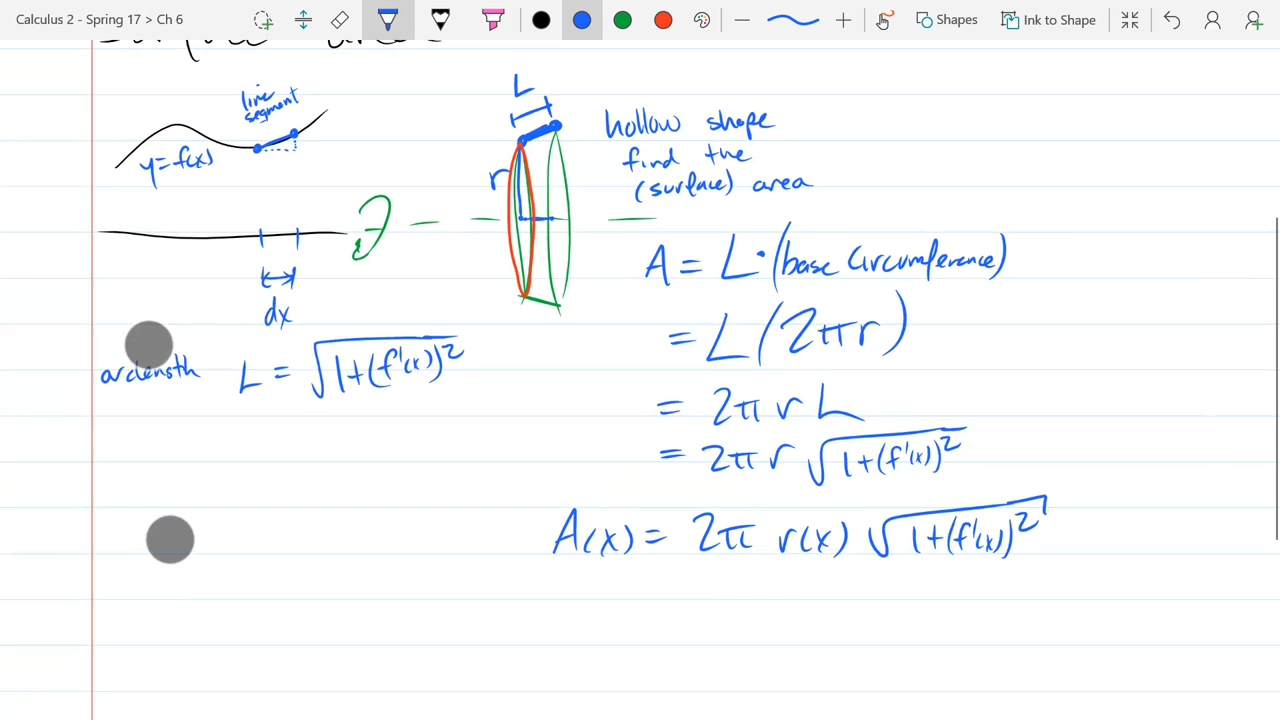 Calculus 2 - Spring 17 > Ch 6
Shapes
Ink to Shape
line
segment
y=f(x)
dx
L
r
hollow shape
find the
(surface) area
A = L·(base circumference)
= L(2πr)
= 2πr L
= 2πr √(1+(f'(x))²)
arclength L = √(1+(f'(x))²)
A(x) = 2π r(x) √(1+(f'(x))²)